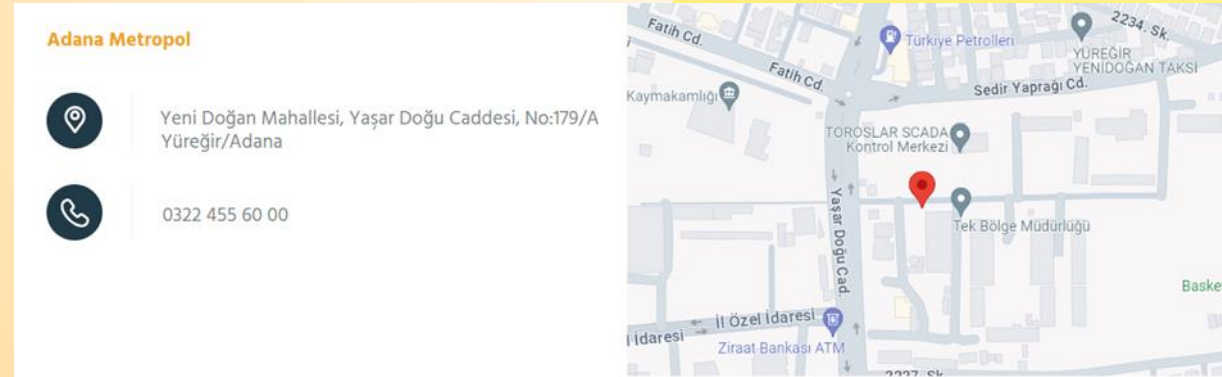 Adana Metropol
Yeni Doğan Mahallesi, Yaşar Doğu Caddesi, No:179/A
Yüreğir/Adana
0322 455 60 00
Fatih Cd.
Fatih Cd.
Kaymakamlığı
Türkiye Petrolleri
2234. Sk.
YÜREĞİR
YENİDOĞAN TAKSİ
Sedir Yaprağı Cd.
TOROSLAR SCADA
Kontrol Merkezi
Yaşar Doğu Cad.
Tek Bölge Müdürlüğü
Baske
İl Özel İdaresi
İdaresi
Ziraat Bankası ATM
2227. Sk.